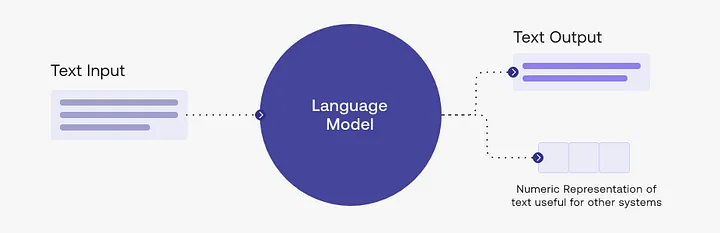 Text Input
Language
Model
Text Output
Numeric Representation of
text useful for other systems